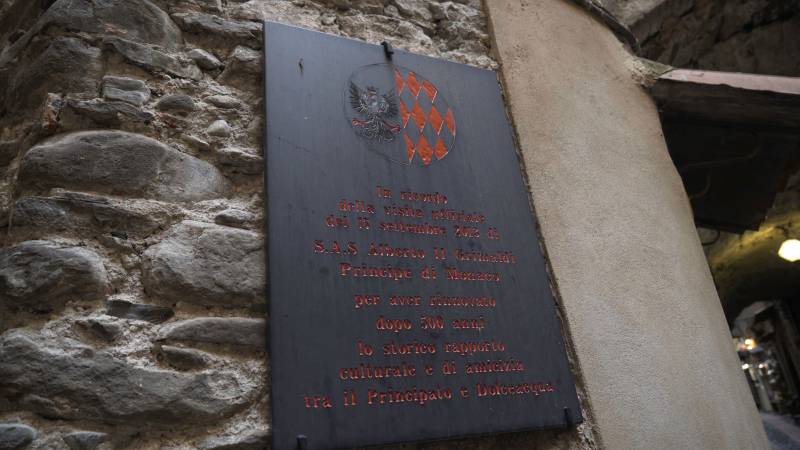 In ricordo
della visita ufficiale
del 15 settembre 2012 di
S.A.S Alberto II Grimaldi
Principe di Monaco
per aver rinnovato
dopo 500 anni
lo storico rapporto
culturale e di amicizia
tra il Principato e Dolceacqua